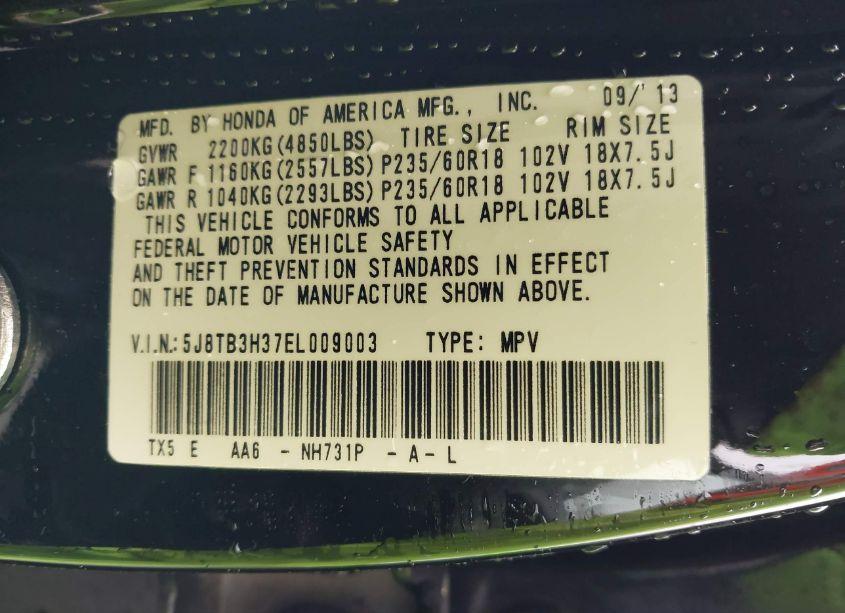 MFD. BY HONDA OF AMERICA MFG., INC. 09/'13
GVWR 2200KG(4850LBS) TIRE SIZE RIM SIZE
GAWR F 1160KG(2557LBS) P235/60R18 102V 18X7.5J
GAWR R 1040KG(2293LBS) P235/60R18 102V 18X7.5J
THIS VEHICLE CONFORMS TO ALL APPLICABLE
FEDERAL MOTOR VEHICLE SAFETY
AND THEFT PREVENTION STANDARDS IN EFFECT
ON THE DATE OF MANUFACTURE SHOWN ABOVE.
V.I.N.: 5J8TB3H37EL009003 TYPE: MPV
TX5 E AA6 - NH731P - A - L